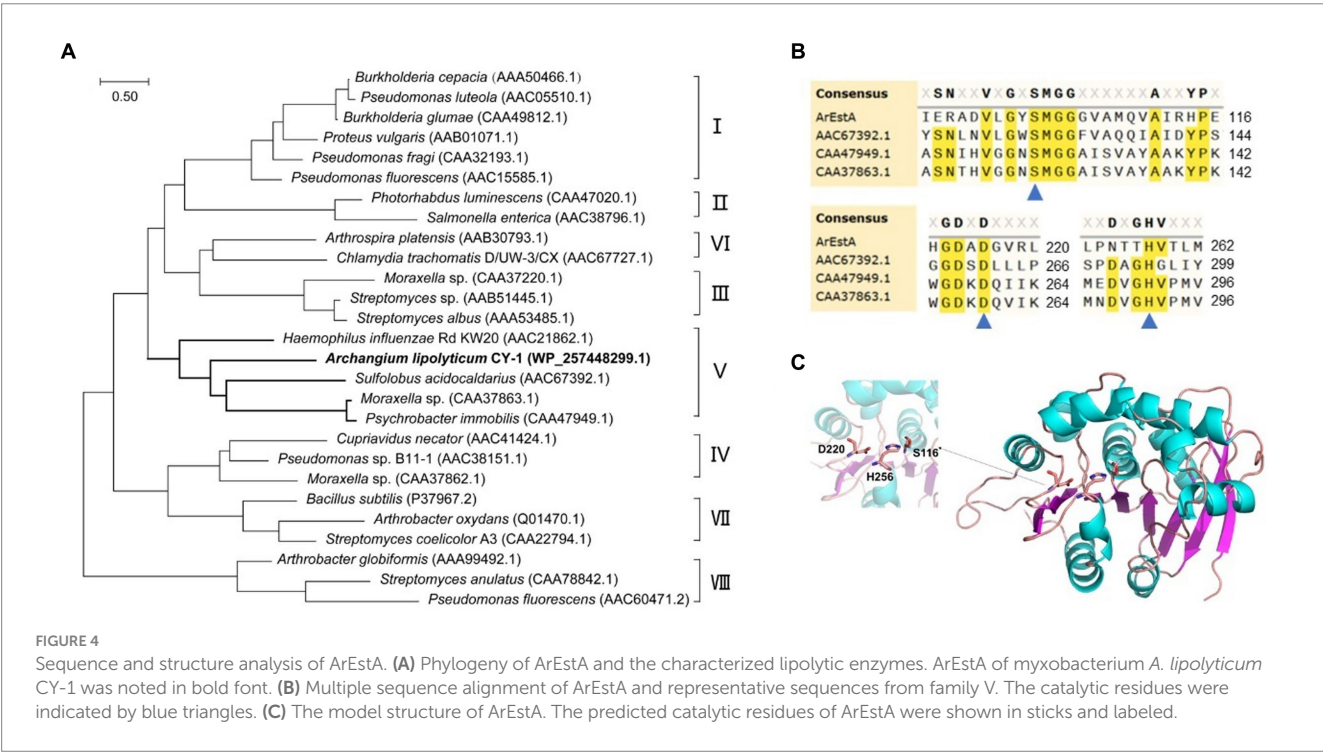 A
0.50
Burkholderia cepacia (AAA50466.1)
Pseudomonas luteola (AAC05510.1)
Burkholderia glumae (CAA49812.1)
Proteus vulgaris (AAB01071.1)
Pseudomonas fragi (CAA32193.1)
Pseudomonas fluorescens (AAC15585.1)
I
Photorhabdus luminescens (CAA47020.1)
Salmonella enterica (AAC38796.1)
II
Arthrospira platensis (AAB30793.1)
Chlamydia trachomatis D/UW-3/CX (AAC67727.1)
VI
Moraxella sp. (CAA37220.1)
Streptomyces sp. (AAB51445.1)
Streptomyces albus (AAA53485.1)
III
Haemophilus influenzae Rd KW20 (AAC21862.1)
Archangium lipolyticum CY-1 (WP_257448299.1)
Sulfolobus acidocaldarius (AAC67392.1)
Moraxella sp. (CAA37863.1)
Psychrobacter immobilis (CAA47949.1)
V
Cupriavidus necator (AAC41424.1)
Pseudomonas sp. B11-1 (AAC38151.1)
Moraxella sp. (CAA37862.1)
IV
Bacillus subtilis (P37967.2)
Arthrobacter oxydans (Q01470.1)
Streptomyces coelicolor A3 (CAA22794.1)
VII
Arthrobacter globiformis (AAA99492.1)
Streptomyces anulatus (CAA78842.1)
Pseudomonas fluorescens (AAC60471.2)
VIII
B
Consensus XSNXXVXGXSMGGXXXXXXAXXYPX
ArEstA IERADVLGYSMGGGVAMQVAIRHPE 116
AAC67392.1 YSNLNVLGWSMGGFVAQQIAIDYPS 144
CAA47949.1 ASNIHVGGNSMGGAISVAYAAKYPK 142
CAA37863.1 ASNTHVGGNSMGGAISVAYAAKYPK 142
Consensus XGDXDXXXX XXDXGHVXXX
ArEstA HGDADGVRL 220 LPNTTHVTLM 262
AAC67392.1 GGDSDLLLP 266 SPDAGHGLIY 299
CAA47949.1 WGDKDQIIK 264 MEDVGHVPMV 296
CAA37863.1 WGDKDQVIK 264 MNDVGHVPMV 296
C
D220
S116
H256
FIGURE 4
Sequence and structure analysis of ArEstA. (A) Phylogeny of ArEstA and the characterized lipolytic enzymes. ArEstA of myxobacterium A. lipolyticum
CY-1 was noted in bold font. (B) Multiple sequence alignment of ArEstA and representative sequences from family V. The catalytic residues were
indicated by blue triangles. (C) The model structure of ArEstA. The predicted catalytic residues of ArEstA were shown in sticks and labeled.